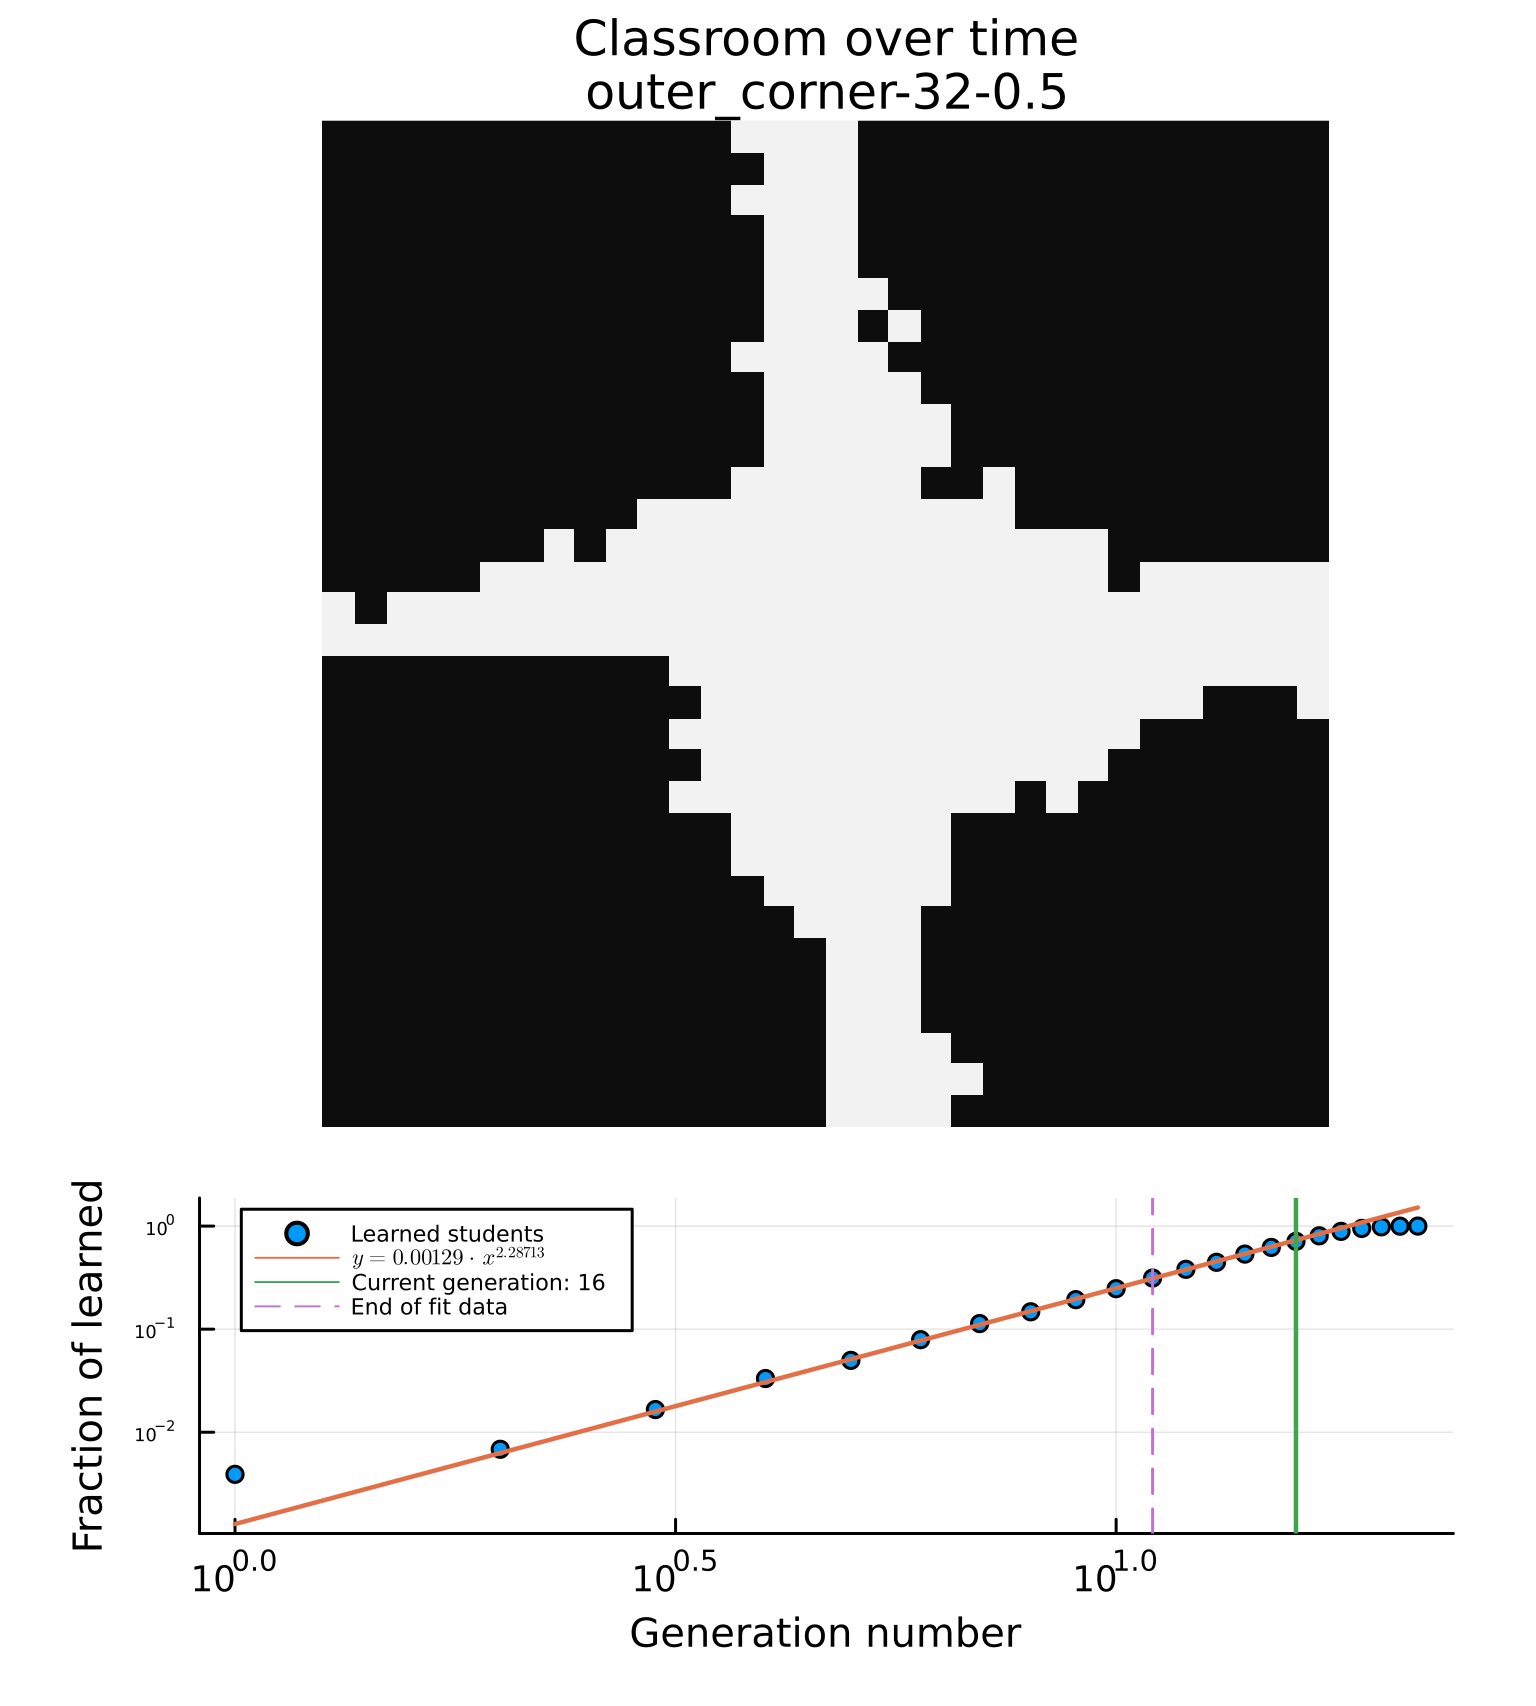 Classroom over time
outer_corner-32-0.5
Fraction of learned
10⁰
10⁻¹
10⁻²
Learned students
y = 0.00129 · x^2.28713
Current generation: 16
End of fit data
10^0.0
10^0.5
10^1.0
Generation number